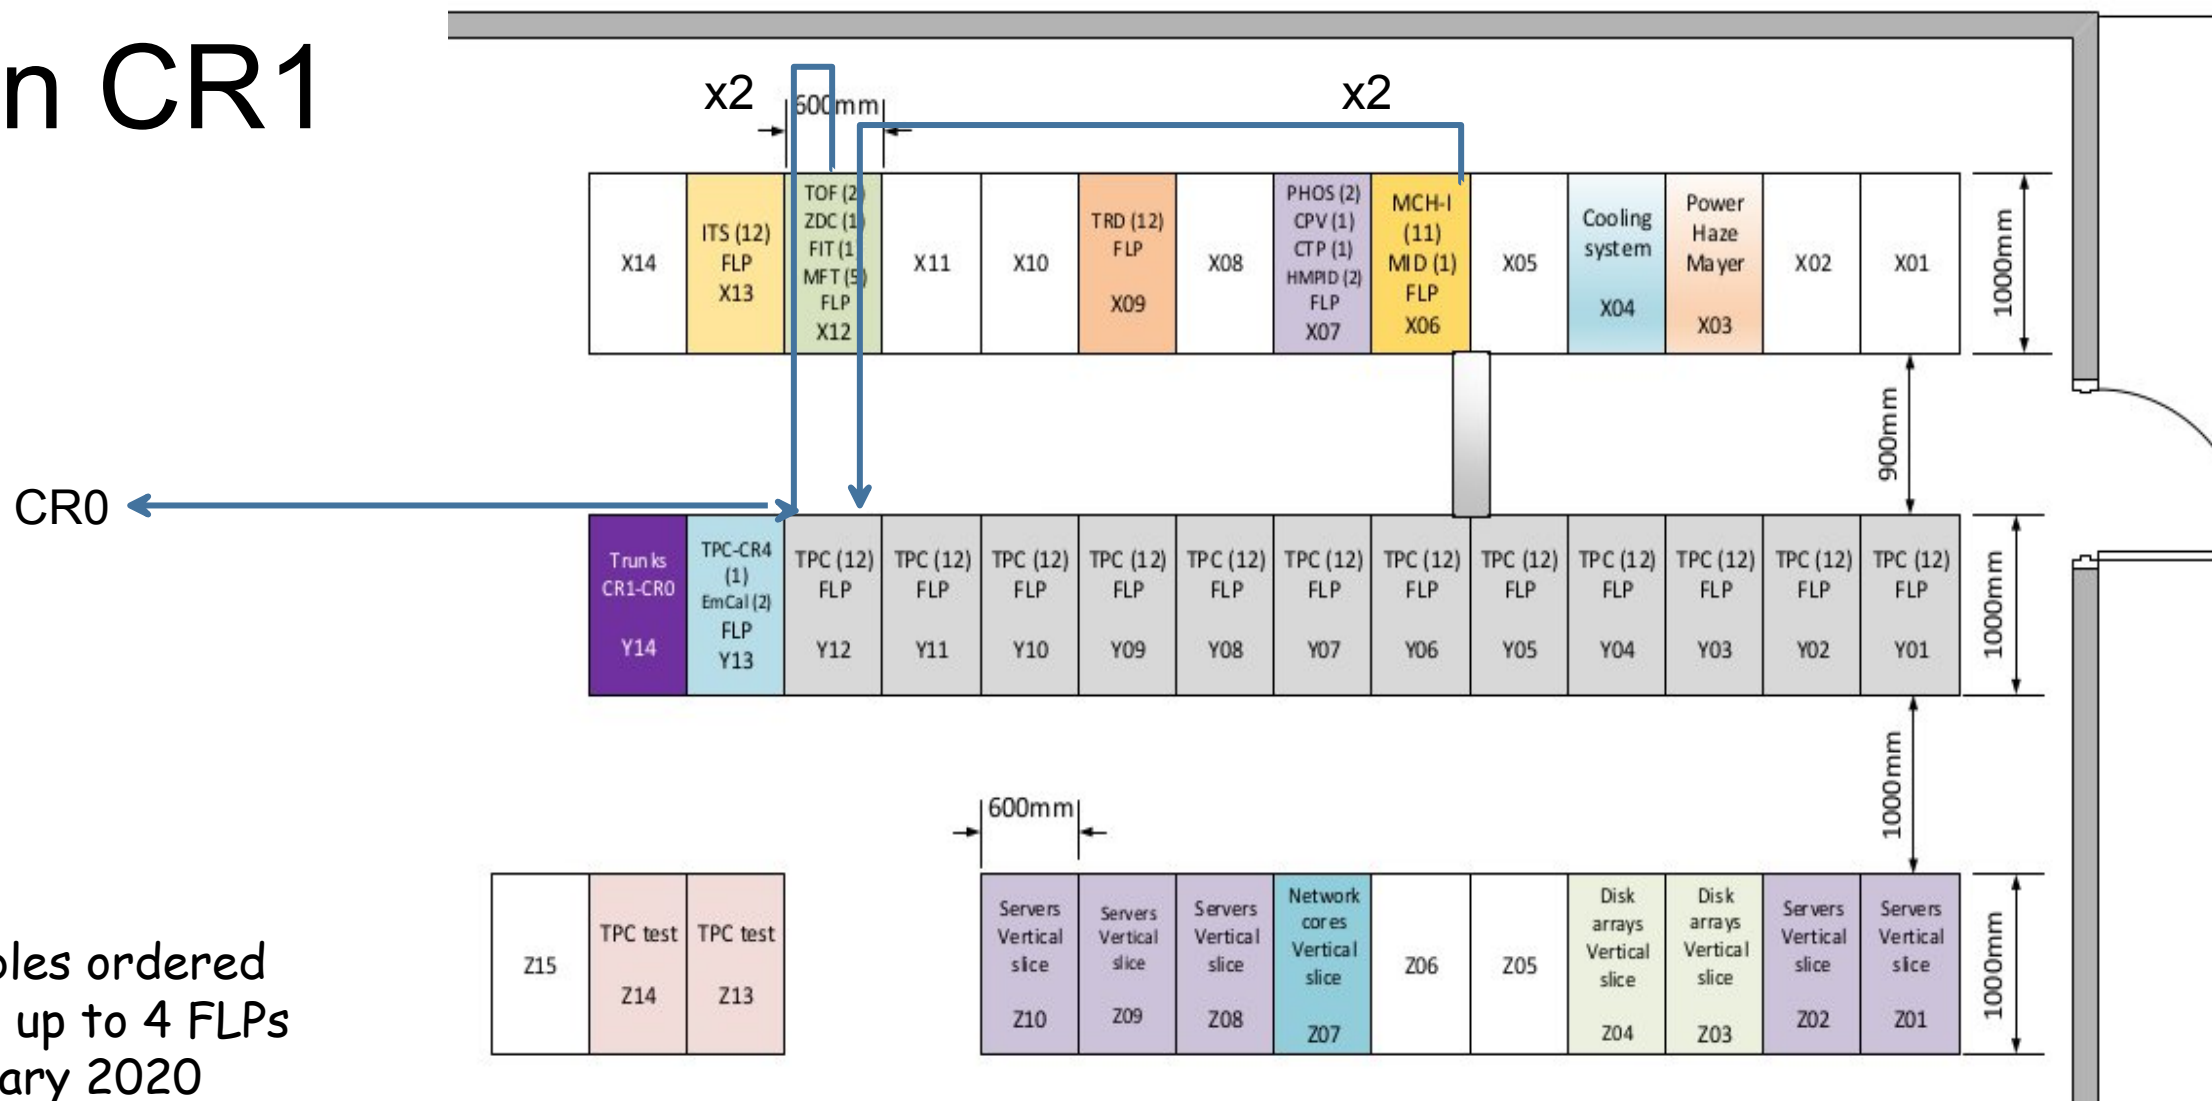 n CR1
x2
x2
600mm
X14
ITS (12)
FLP
X13
TOF (2)
ZDC (1)
FIT (1)
MFT (5)
FLP
X12
X11
X10
TRD (12)
FLP
X09
X08
PHOS (2)
CPV (1)
CTP (1)
HMPID (2)
FLP
X07
MCH-I
(11)
MID (1)
FLP
X06
X05
Cooling
system
X04
Power
Haze
Mayer
X03
X02
X01
1000mm
900mm
CR0
Trunks
CR1-CR0
Y14
TPC-CR4
(1)
EmCal (2)
FLP
Y13
TPC (12)
FLP
Y12
TPC (12)
FLP
Y11
TPC (12)
FLP
Y10
TPC (12)
FLP
Y09
TPC (12)
FLP
Y08
TPC (12)
FLP
Y07
TPC (12)
FLP
Y06
TPC (12)
FLP
Y05
TPC (12)
FLP
Y04
TPC (12)
FLP
Y03
TPC (12)
FLP
Y02
TPC (12)
FLP
Y01
1000mm
1000mm
600mm
Z15
TPC test
Z14
TPC test
Z13
Servers
Vertical
slice
Z10
Servers
Vertical
slice
Z09
Servers
Vertical
slice
Z08
Network
cores
Vertical
slice
Z07
Z06
Z05
Disk
arrays
Vertical
slice
Z04
Disk
arrays
Vertical
slice
Z03
Servers
Vertical
slice
Z02
Servers
Vertical
slice
Z01
1000mm
oles ordered
up to 4 FLPs
ary 2020